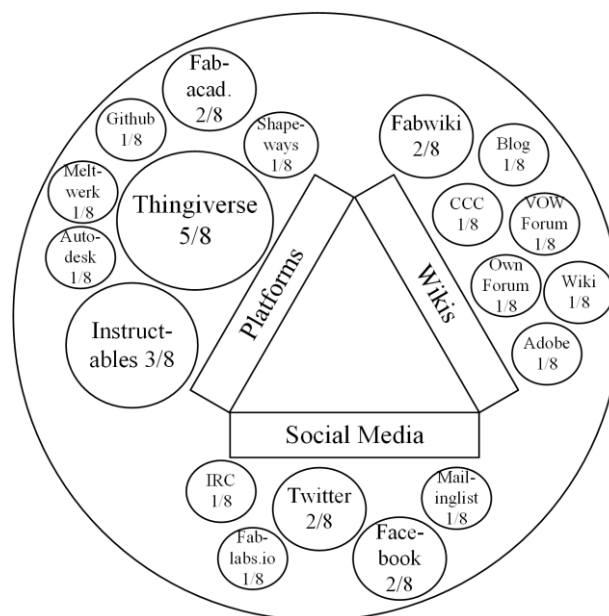 Fab-
acad.
2/8
Github
1/8
Shape-
ways
1/8
Melt-
werk
1/8
Thingiverse
5/8
Auto-
desk
1/8
Instruct-
ables 3/8
Platforms
Fabwiki
2/8
Blog
1/8
CCC
1/8
VOW
Forum
1/8
Own
Forum
1/8
Wiki
1/8
Adobe
1/8
Wikis
Social Media
IRC
1/8
Twitter
2/8
Mail-
inglist
1/8
Fab-
labs.io
1/8
Face-
book
2/8